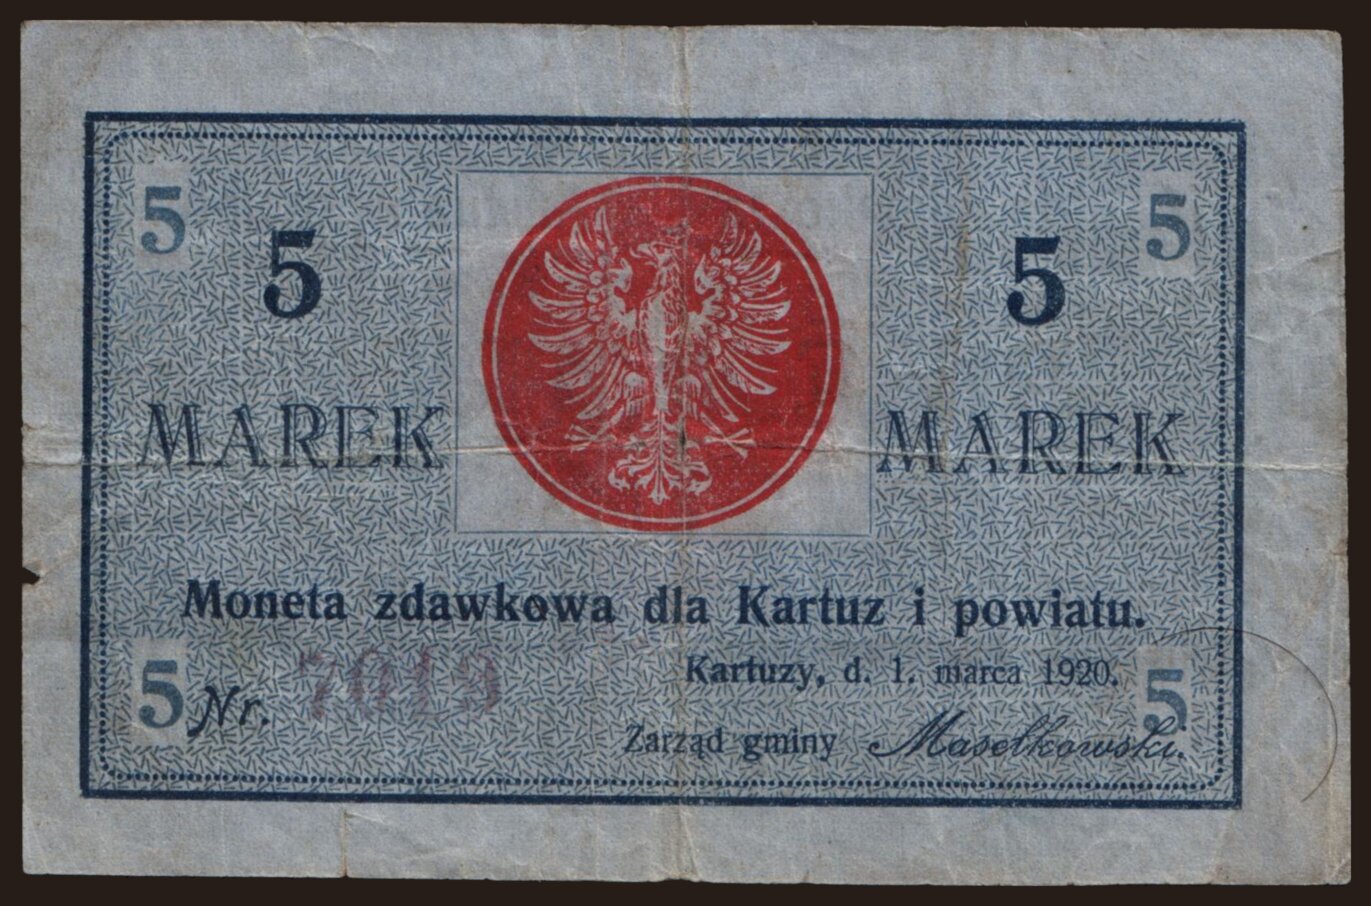 5 5
5 5
MAREK MAREK
Moneta zdawkowa dla Kartuz i powiatu.
Kartuzy, d. 1. marca 1920.
5 Nr. 7019 5
Zarząd gminy Maselkowski.